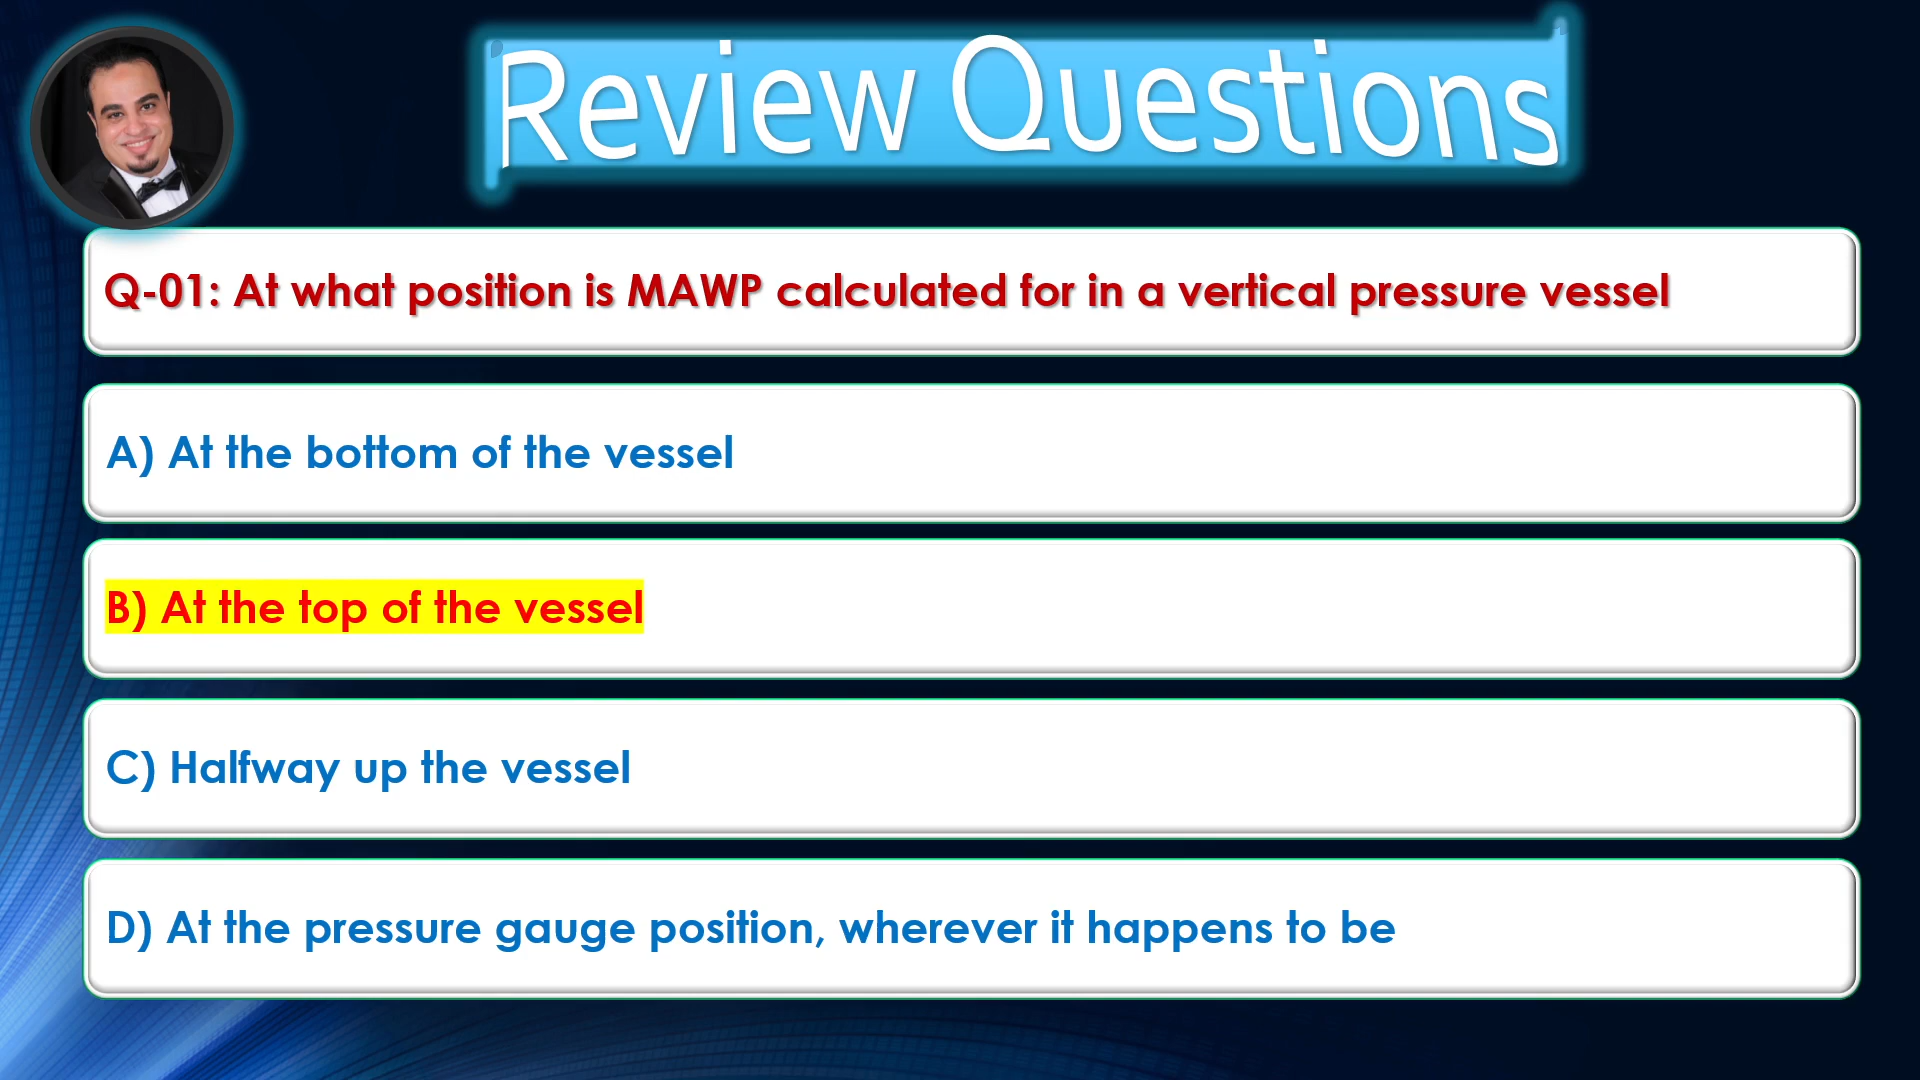 Review Questions
Q-01: At what position is MAWP calculated for in a vertical pressure vessel
A) At the bottom of the vessel
B) At the top of the vessel
C) Halfway up the vessel
D) At the pressure gauge position, wherever it happens to be